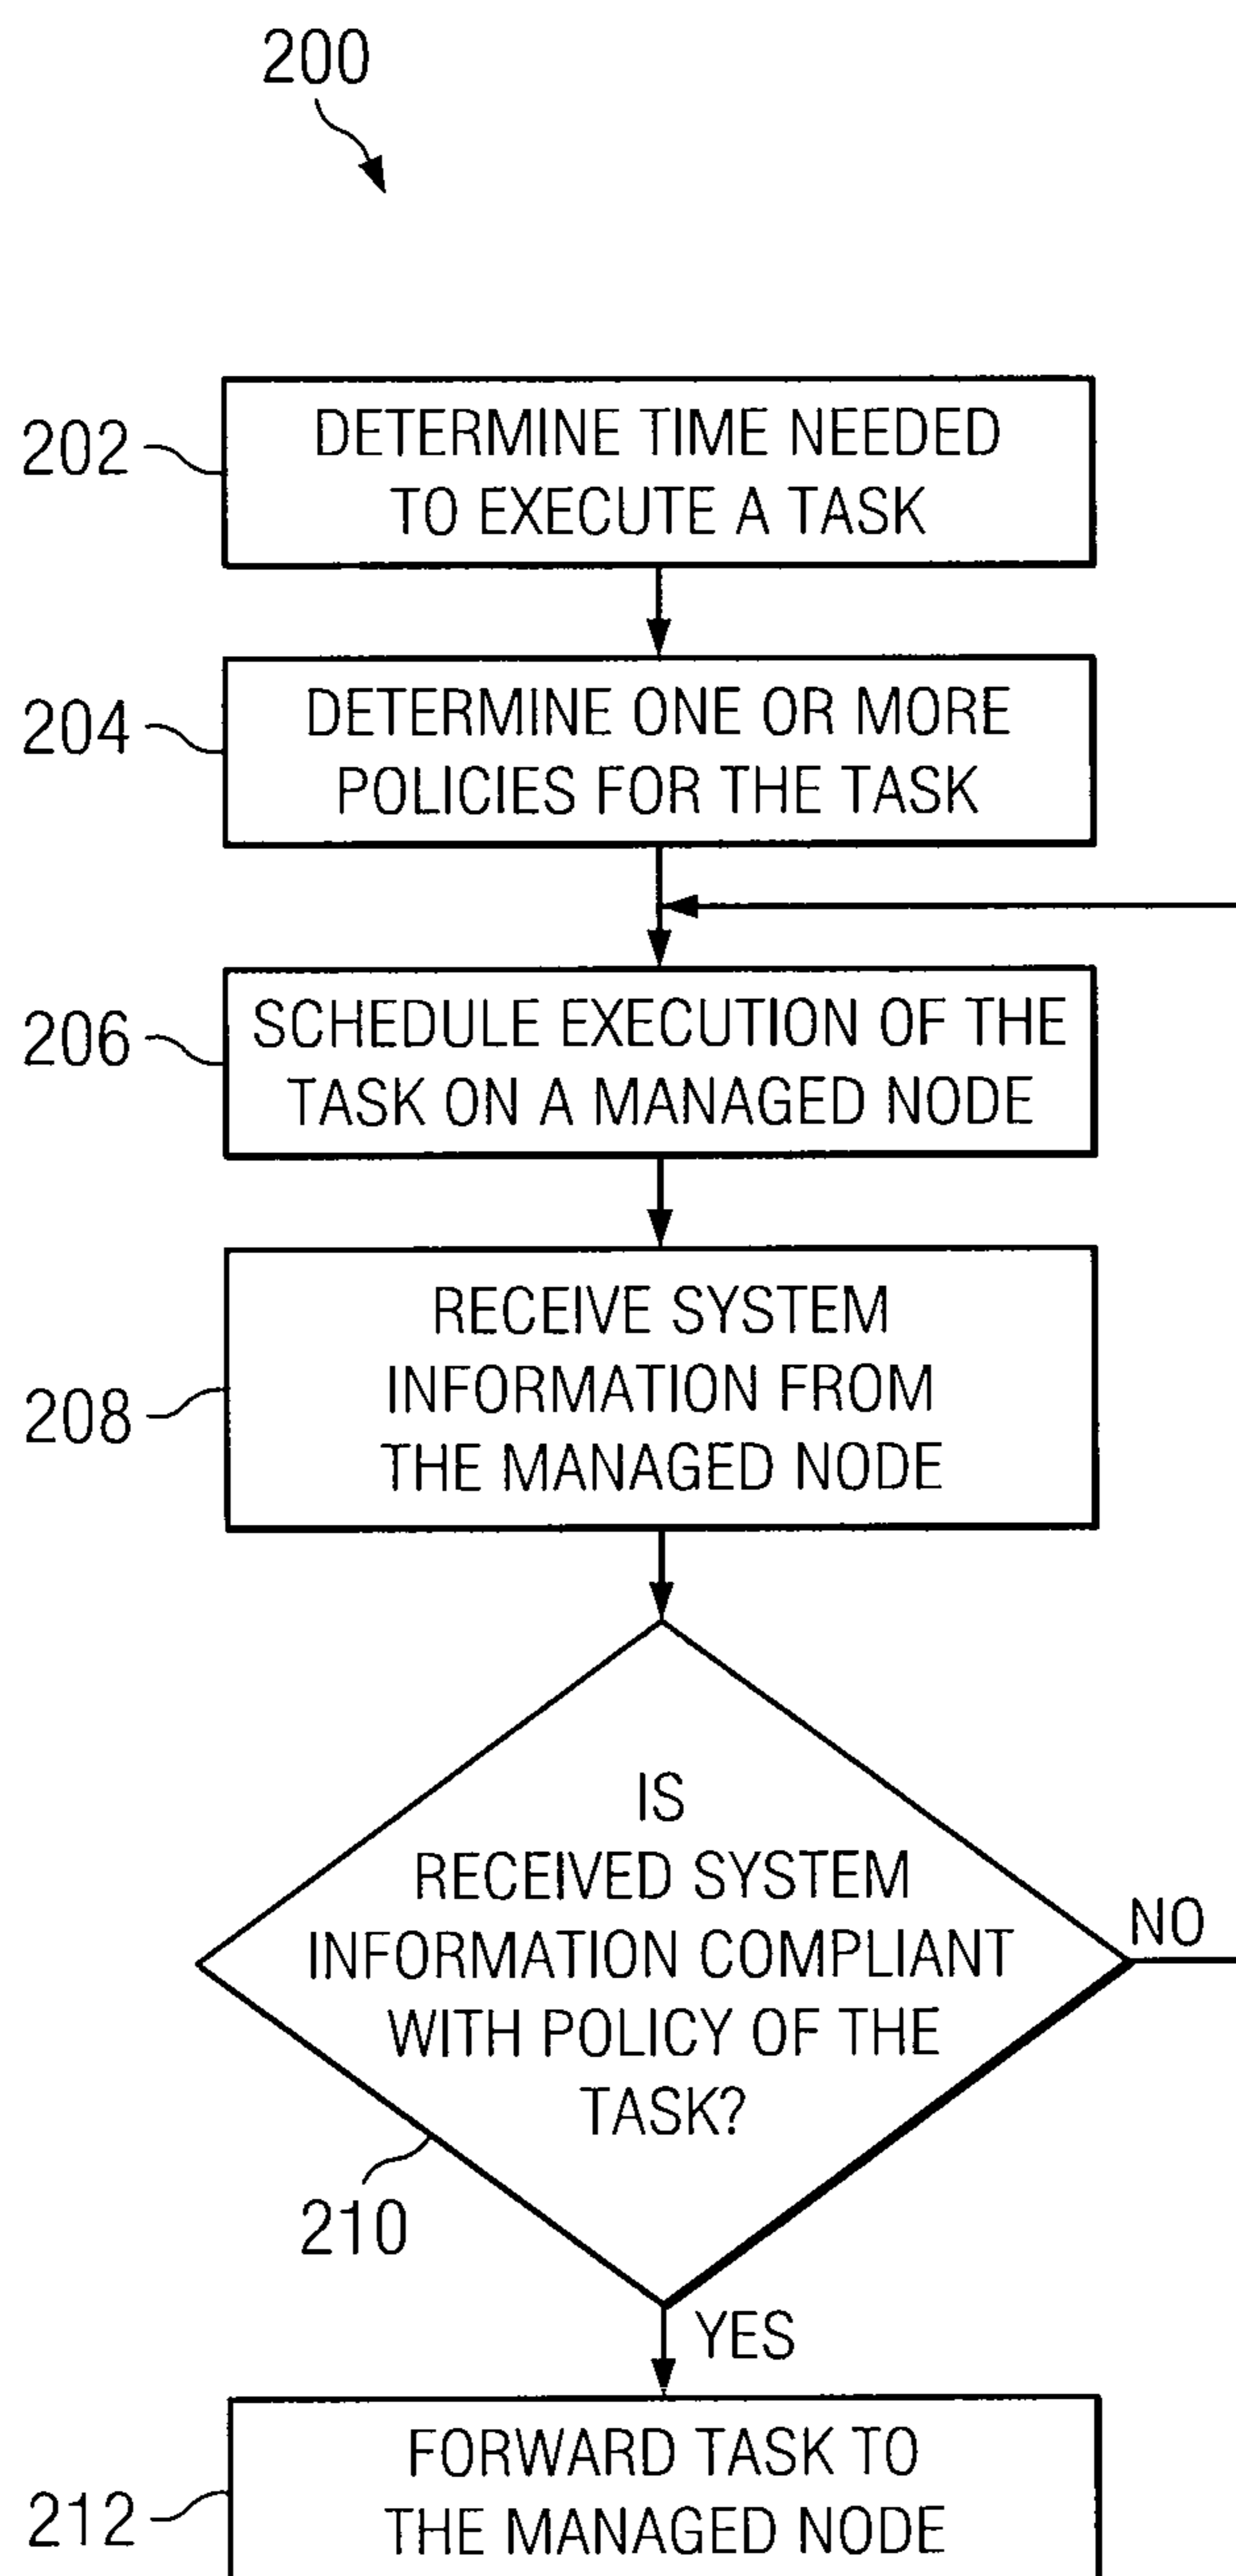 200
202
DETERMINE TIME NEEDED
TO EXECUTE A TASK
204
DETERMINE ONE OR MORE
POLICIES FOR THE TASK
206
SCHEDULE EXECUTION OF THE
TASK ON A MANAGED NODE
208
RECEIVE SYSTEM
INFORMATION FROM
THE MANAGED NODE
IS
RECEIVED SYSTEM
INFORMATION COMPLIANT
WITH POLICY OF THE
TASK?
NO
210
YES
212
FORWARD TASK TO
THE MANAGED NODE